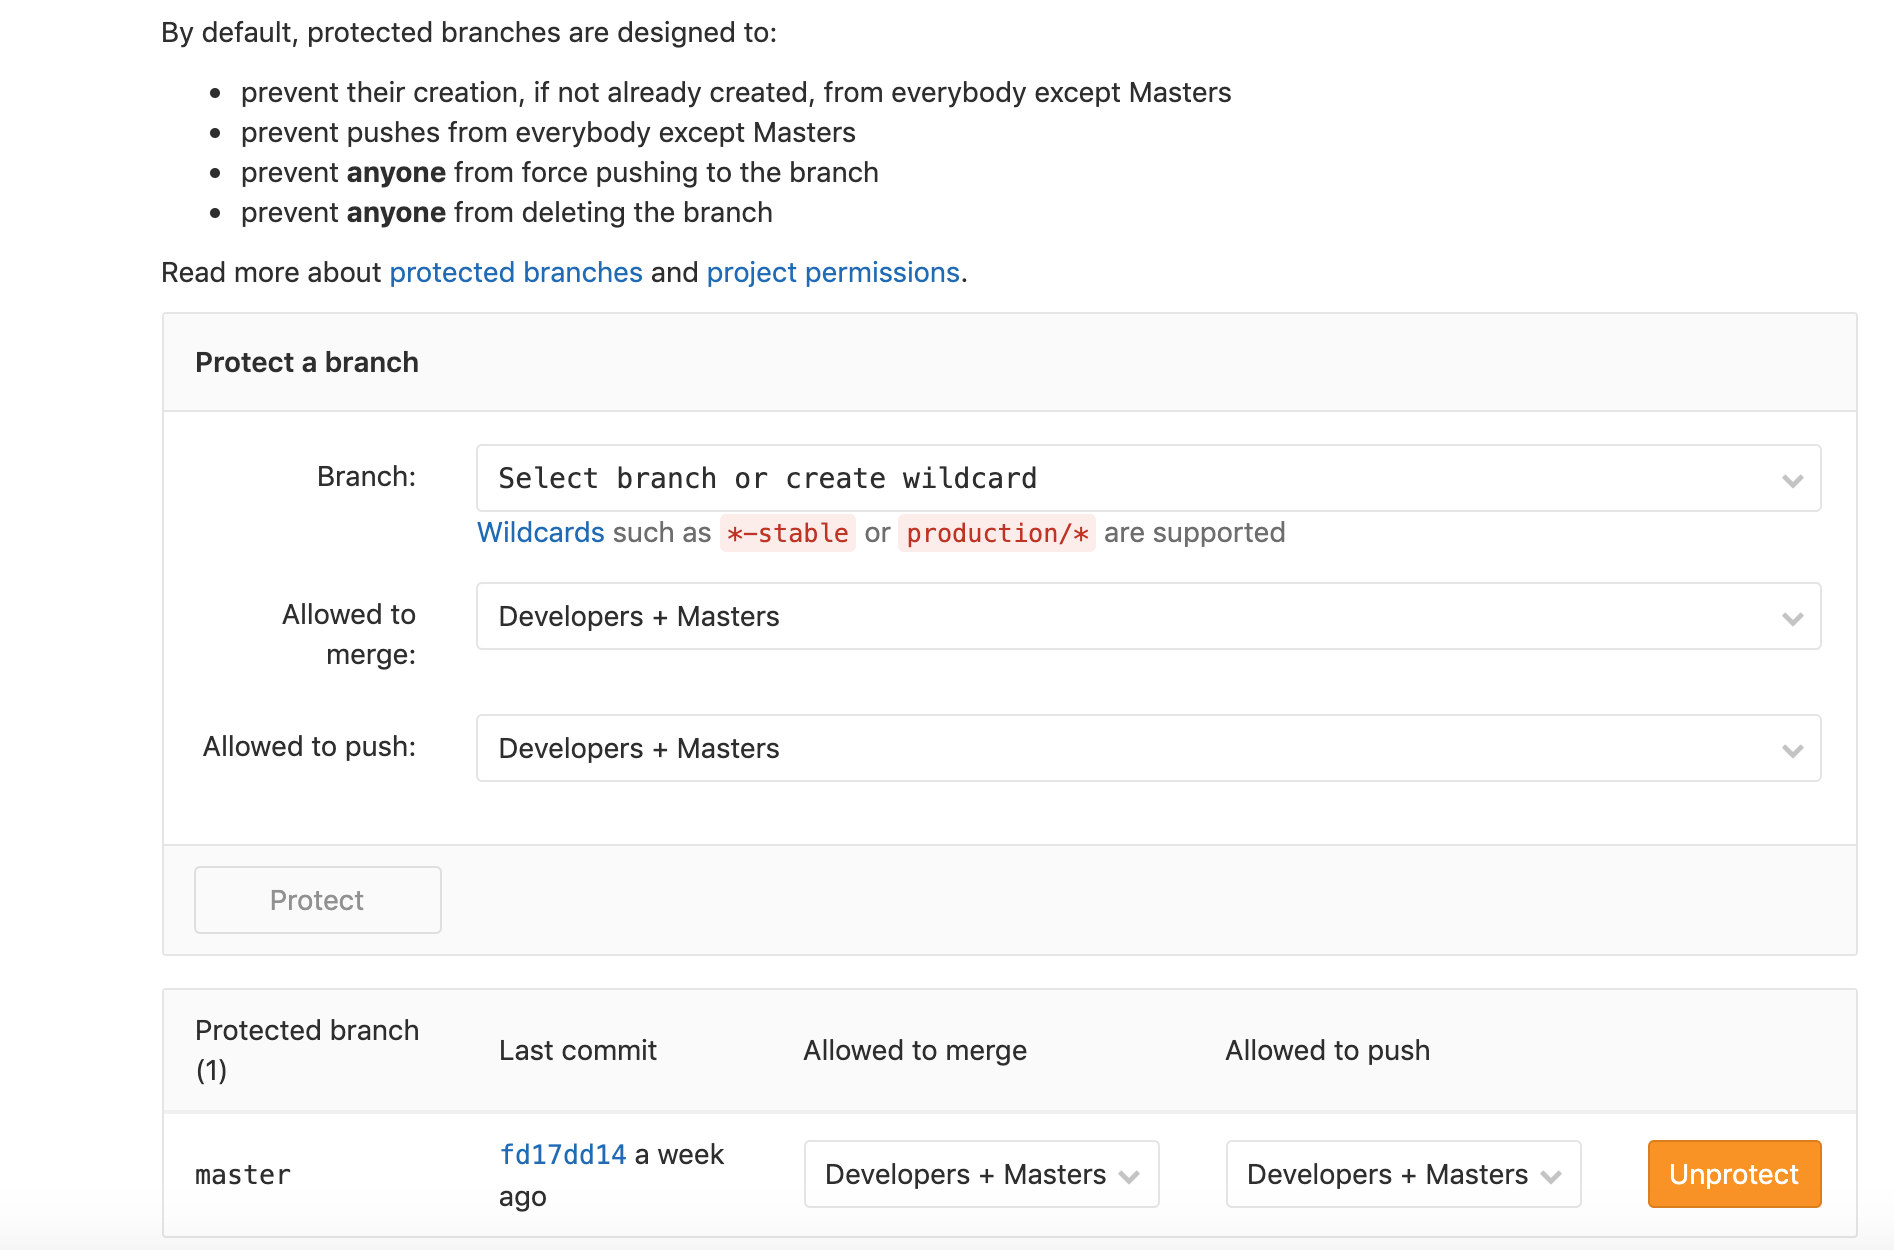 By default, protected branches are designed to:
• prevent their creation, if not already created, from everybody except Masters
• prevent pushes from everybody except Masters
• prevent anyone from force pushing to the branch
• prevent anyone from deleting the branch
Read more about protected branches and project permissions.
Protect a branch
Branch:
Select branch or create wildcard
Wildcards such as *-stable or production/* are supported
Allowed to
merge:
Developers + Masters
Allowed to push:
Developers + Masters
Protect
Protected branch
(1)
Last commit
Allowed to merge
Allowed to push
master
fd17dd14 a week
ago
Developers + Masters
Developers + Masters
Unprotect